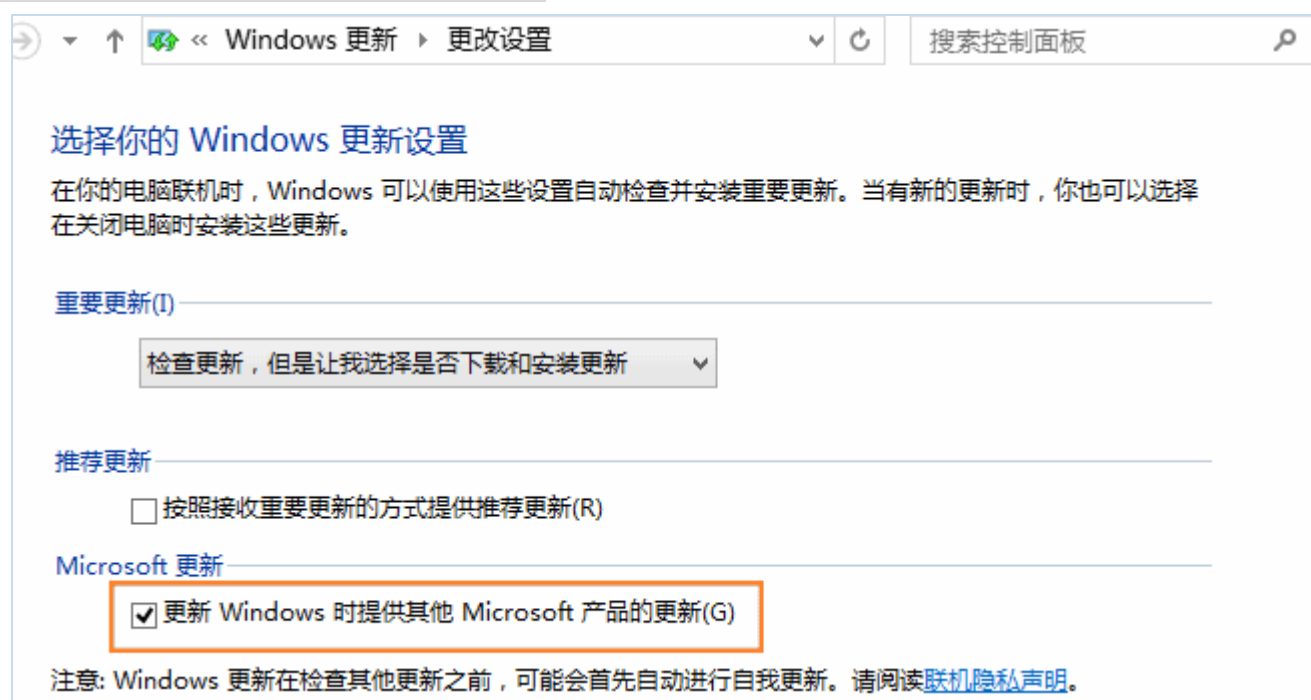 « Windows 更新 ▸ 更改设置 搜索控制面板
选择你的 Windows 更新设置
在你的电脑联机时，Windows 可以使用这些设置自动检查并安装重要更新。当有新的更新时，你也可以选择
在关闭电脑时安装这些更新。
重要更新(I)
检查更新，但是让我选择是否下载和安装更新
推荐更新
按照接收重要更新的方式提供推荐更新(R)
Microsoft 更新
更新 Windows 时提供其他 Microsoft 产品的更新(G)
注意: Windows 更新在检查其他更新之前，可能会首先自动进行自我更新。请阅读联机隐私声明。